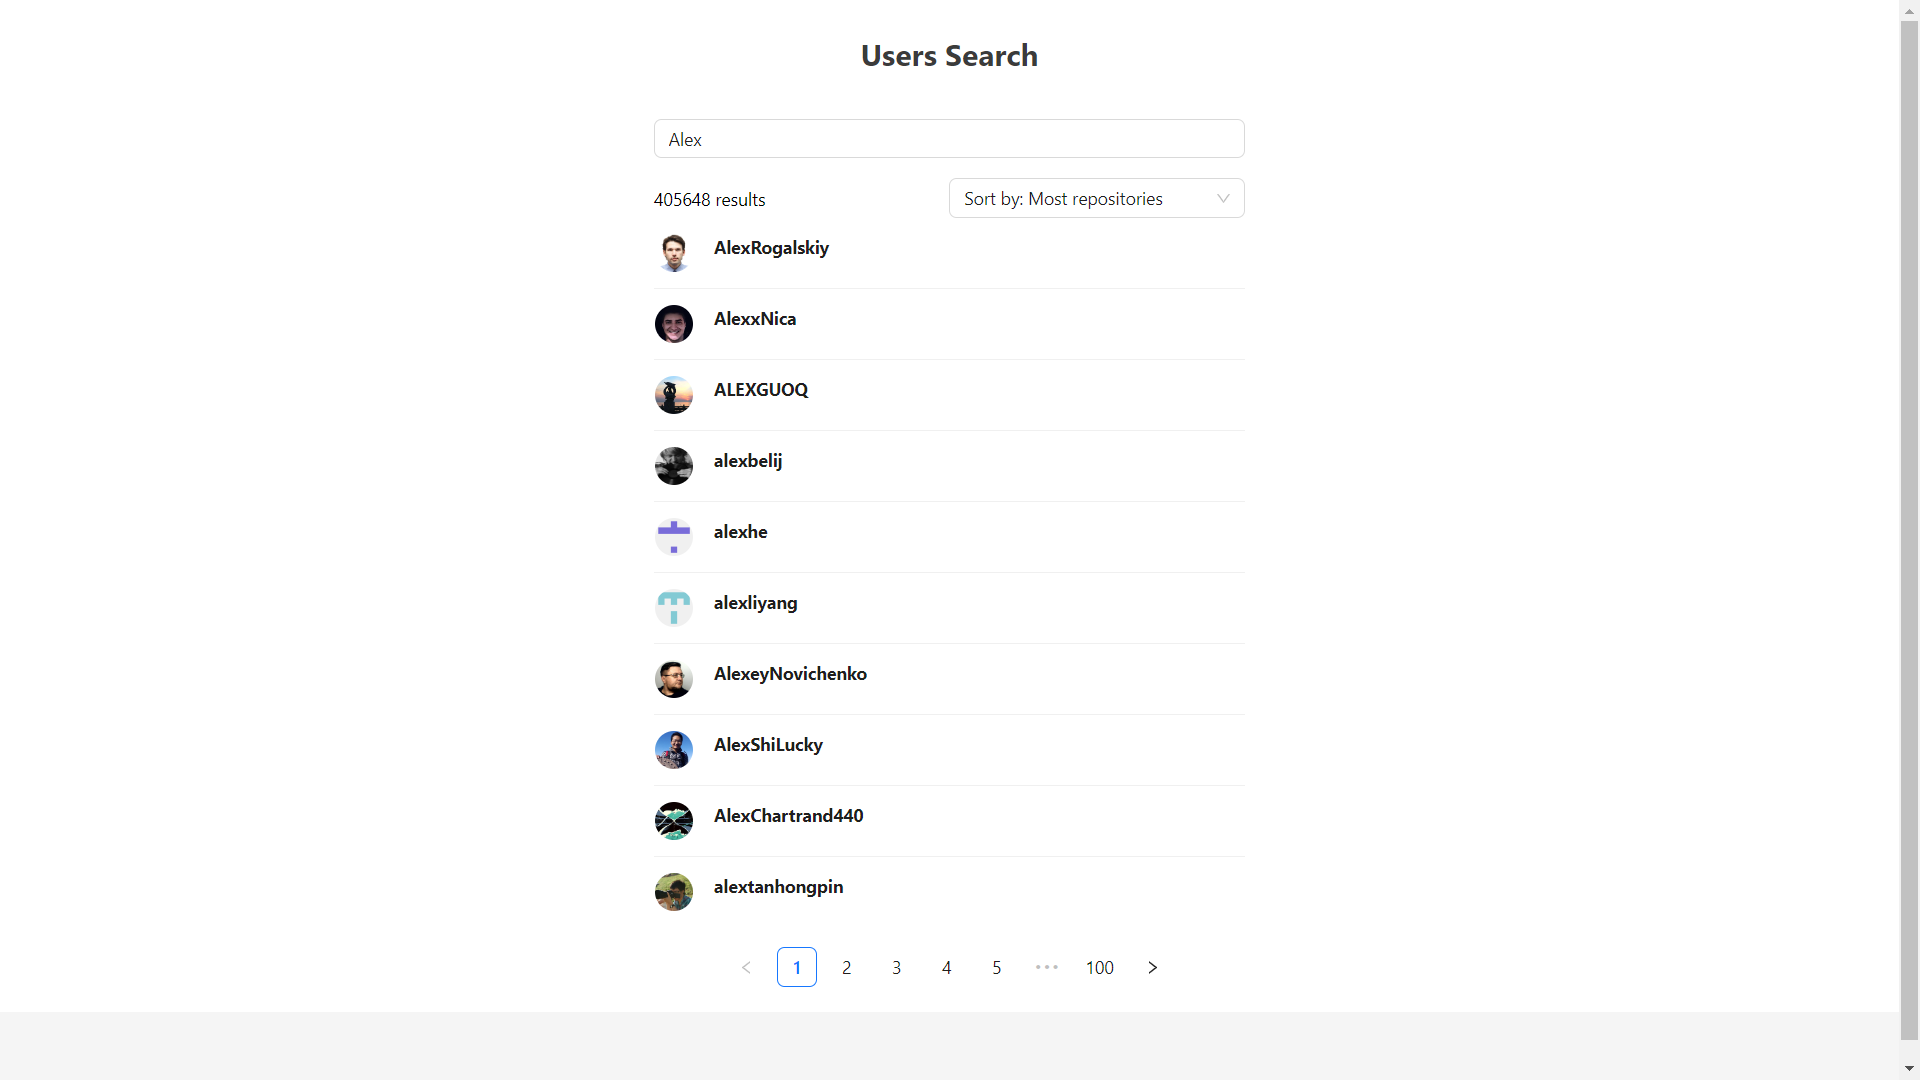 Users Search
Alex
405648 results
Sort by: Most repositories
AlexRogalskiy
AlexxNica
ALEXGUOQ
alexbelij
alexhe
alexliyang
AlexeyNovichenko
AlexShiLucky
AlexChartrand440
alextanhongpin
< 1 2 3 4 5 ••• 100 >